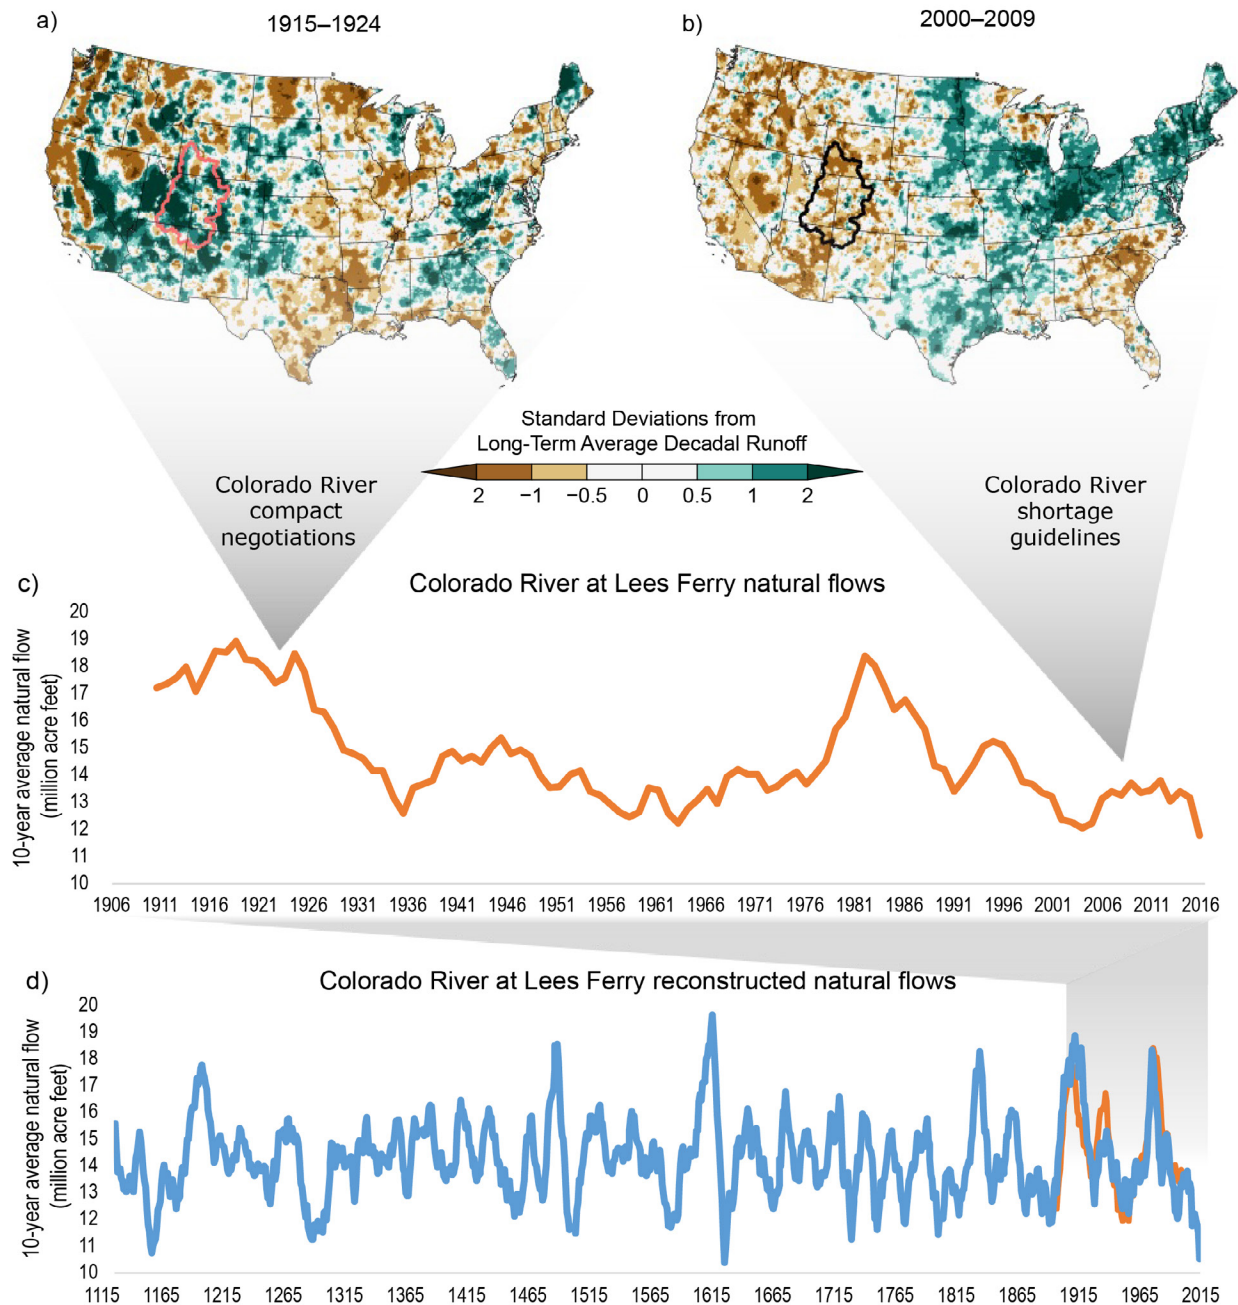 a)
1915–1924
b)
2000–2009
Standard Deviations from
Long-Term Average Decadal Runoff
2 −1 −0.5 0 0.5 1 2
Colorado River
compact
negotiations
Colorado River
shortage
guidelines
c)
Colorado River at Lees Ferry natural flows
10-year average natural flow
(million acre feet)
20
19
18
17
16
15
14
13
12
11
10
1906 1911 1916 1921 1926 1931 1936 1941 1946 1951 1956 1961 1966 1971 1976 1981 1986 1991 1996 2001 2006 2011 2016
d)
Colorado River at Lees Ferry reconstructed natural flows
10-year average natural flow
(million acre feet)
20
19
18
17
16
15
14
13
12
11
10
1115 1165 1215 1265 1315 1365 1415 1465 1515 1565 1615 1665 1715 1765 1815 1865 1915 1965 2015